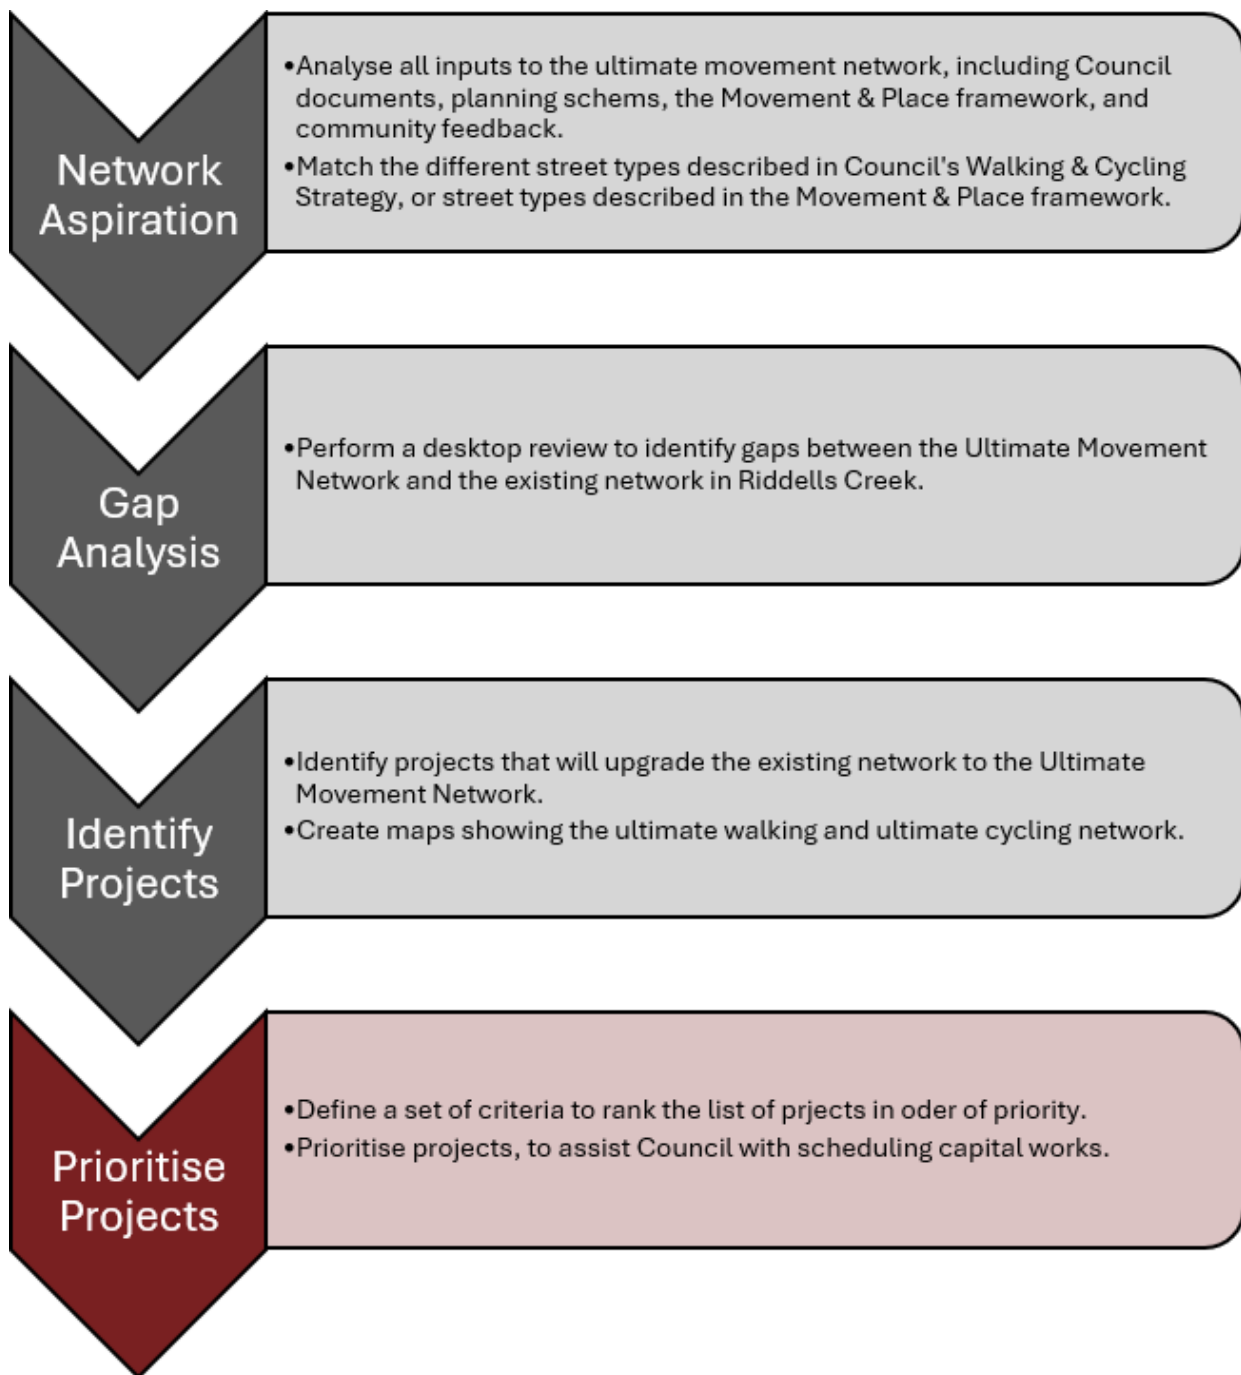 Network
Aspiration
•Analyse all inputs to the ultimate movement network, including Council
documents, planning schems, the Movement & Place framework, and
community feedback.
•Match the different street types described in Council's Walking & Cycling
Strategy, or street types described in the Movement & Place framework.
Gap
Analysis
•Perform a desktop review to identify gaps between the Ultimate Movement
Network and the existing network in Riddells Creek.
Identify
Projects
•Identify projects that will upgrade the existing network to the Ultimate
Movement Network.
•Create maps showing the ultimate walking and ultimate cycling network.
Prioritise
Projects
•Define a set of criteria to rank the list of prjects in oder of priority.
•Prioritise projects, to assist Council with scheduling capital works.